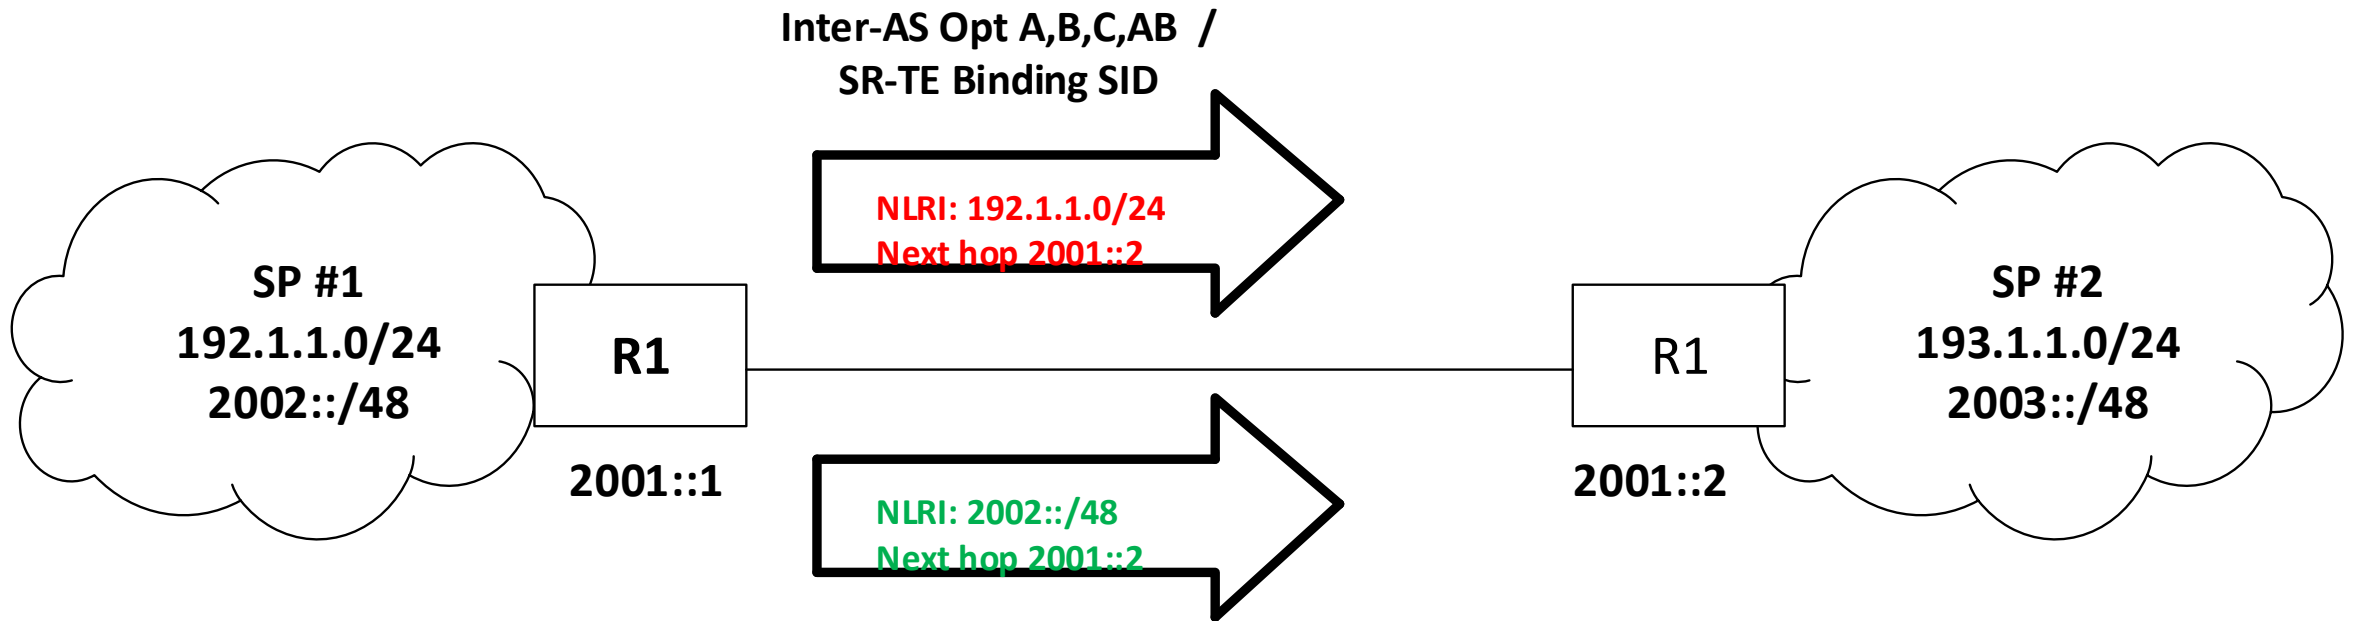 Inter-AS Opt A,B,C,AB /
SR-TE Binding SID
NLRI: 192.1.1.0/24
Next hop 2001::2
SP #1
192.1.1.0/24
2002::/48
R1
2001::1
R1
2001::2
SP #2
193.1.1.0/24
2003::/48
NLRI: 2002::/48
Next hop 2001::2